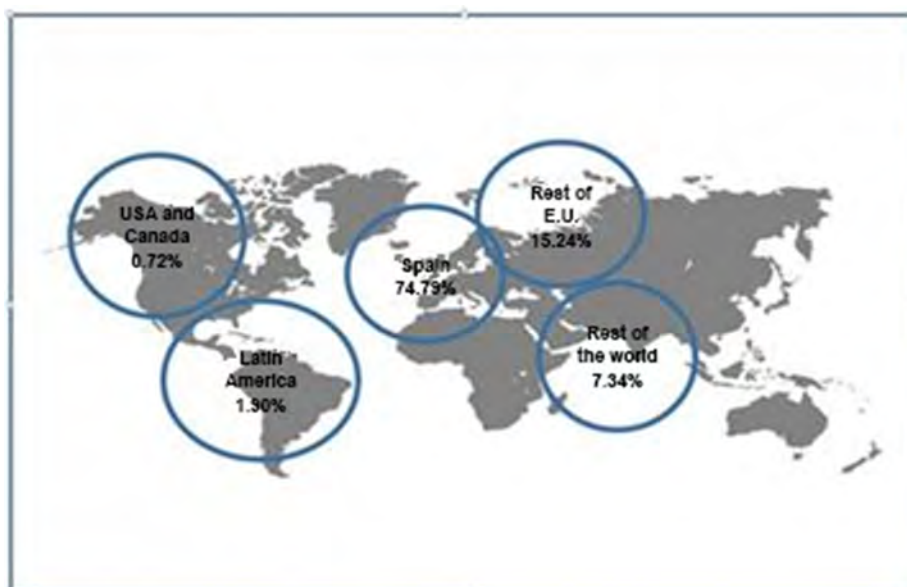 USA and
Canada
0.72%
Rest of
E.U.
15.24%
Spain
74.79%
Latin
America
1.90%
Rest of
the world
7.34%